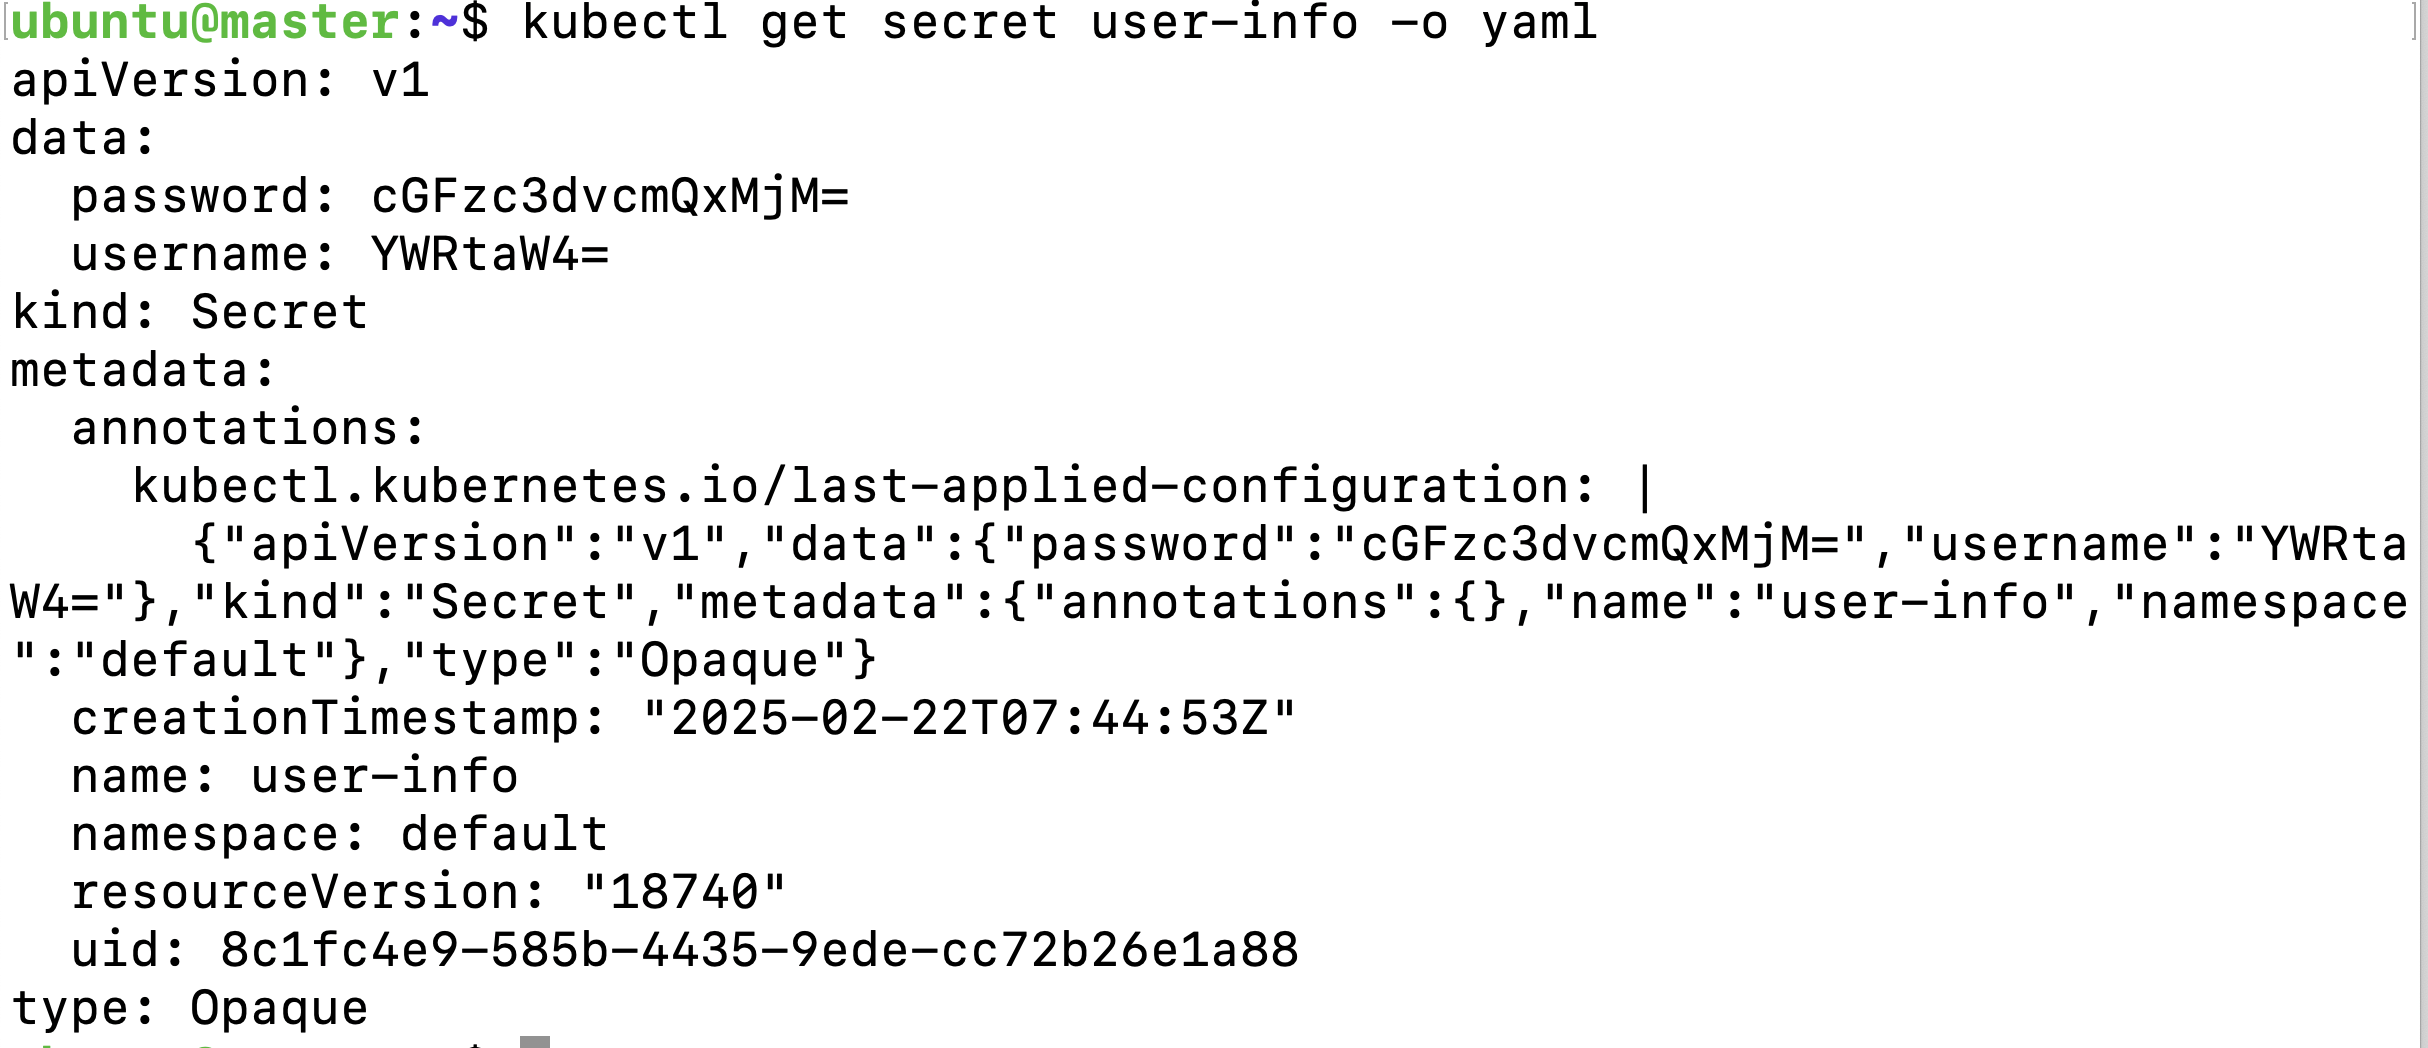 ubuntu@master:~$ kubectl get secret user-info -o yaml
apiVersion: v1
data:
  password: cGFzc3dvcmQxMjM=
  username: YWRtaW4=
kind: Secret
metadata:
  annotations:
    kubectl.kubernetes.io/last-applied-configuration: |
      {"apiVersion":"v1","data":{"password":"cGFzc3dvcmQxMjM=","username":"YWRta
W4="},"kind":"Secret","metadata":{"annotations":{},"name":"user-info","namespace
":"default"},"type":"Opaque"}
  creationTimestamp: "2025-02-22T07:44:53Z"
  name: user-info
  namespace: default
  resourceVersion: "18740"
  uid: 8c1fc4e9-585b-4435-9ede-cc72b26e1a88
type: Opaque